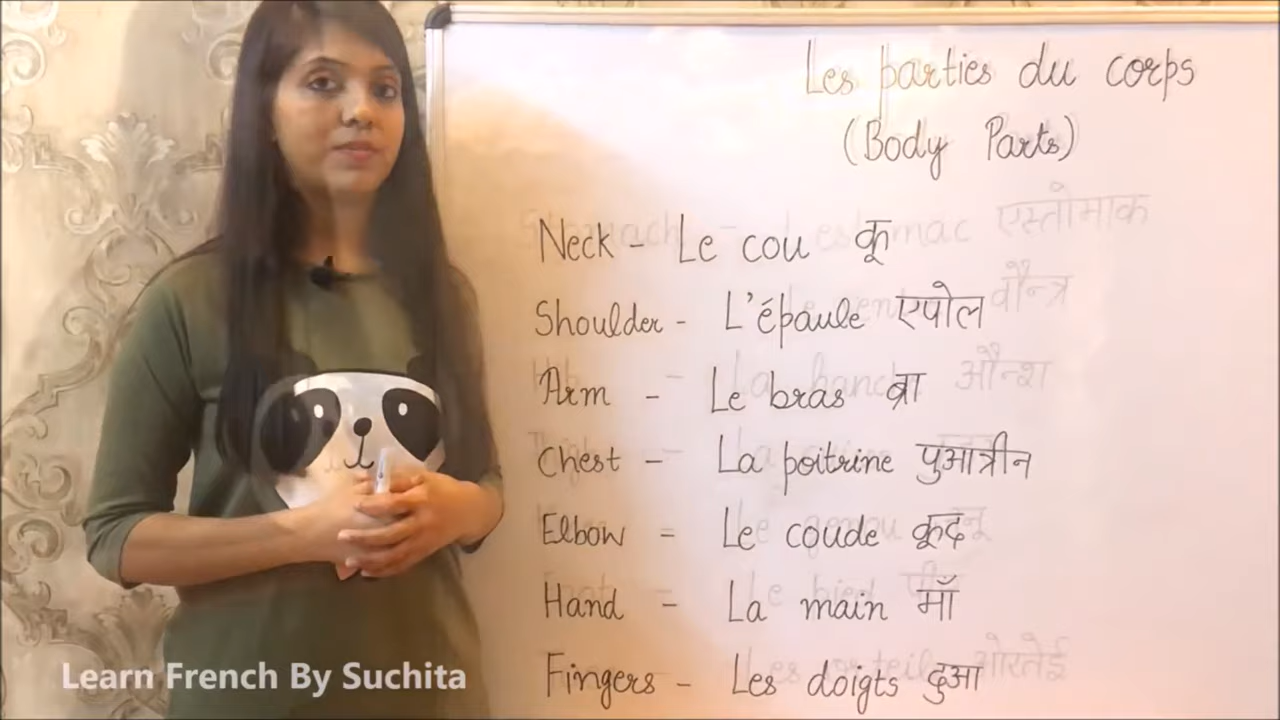 Les parties du corps
(Body Parts)
Neck - Le cou कू
Shoulder - L'épaule एपोल
Arm - Le bras ब्रा
Chest - La poitrine पुआत्रीन
Elbow - Le coude कूद
Hand - La main माँ
Fingers - Les doigts दुआ
Learn French By Suchita